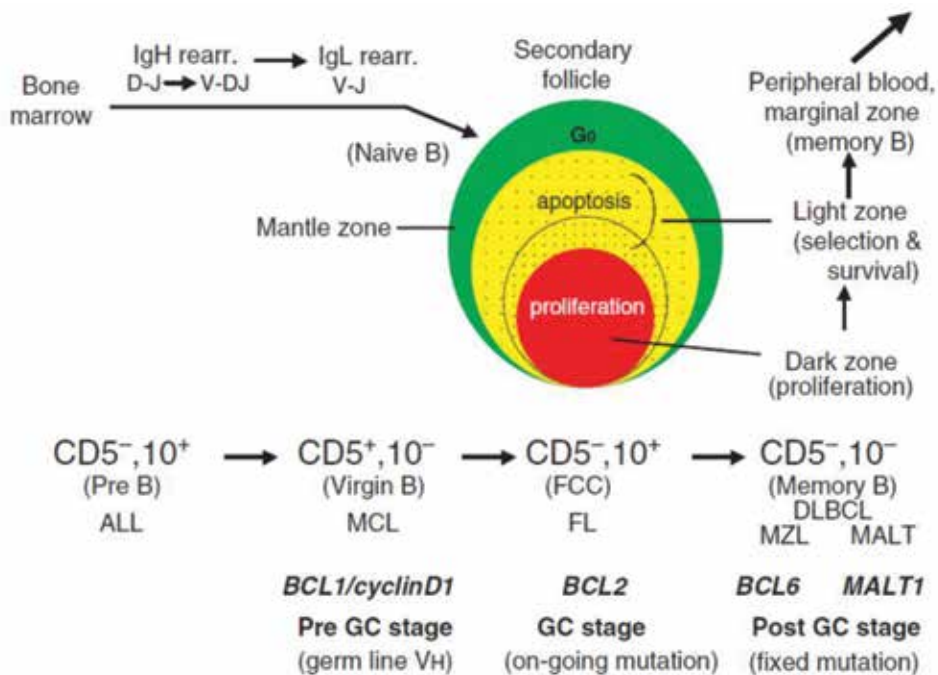 Bone
marrow
IgH rearr.
IgL rearr.
D-J
V-DJ
V-J
(Naive B)
Secondary
follicle
G0
apoptosis
proliferation
Mantle zone
Peripheral blood,
marginal zone
(memory B)
Light zone
(selection &
survival)
Dark zone
(proliferation)
CD5⁻,10⁺
(Pre B)
ALL
CD5⁺,10⁻
(Virgin B)
MCL
CD5⁻,10⁺
(FCC)
FL
CD5⁻,10⁻
(Memory B)
DLBCL
MZL MALT
BCL1/cyclinD1
BCL2
BCL6 MALT1
Pre GC stage
(germ line VH)
GC stage
(on-going mutation)
Post GC stage
(fixed mutation)